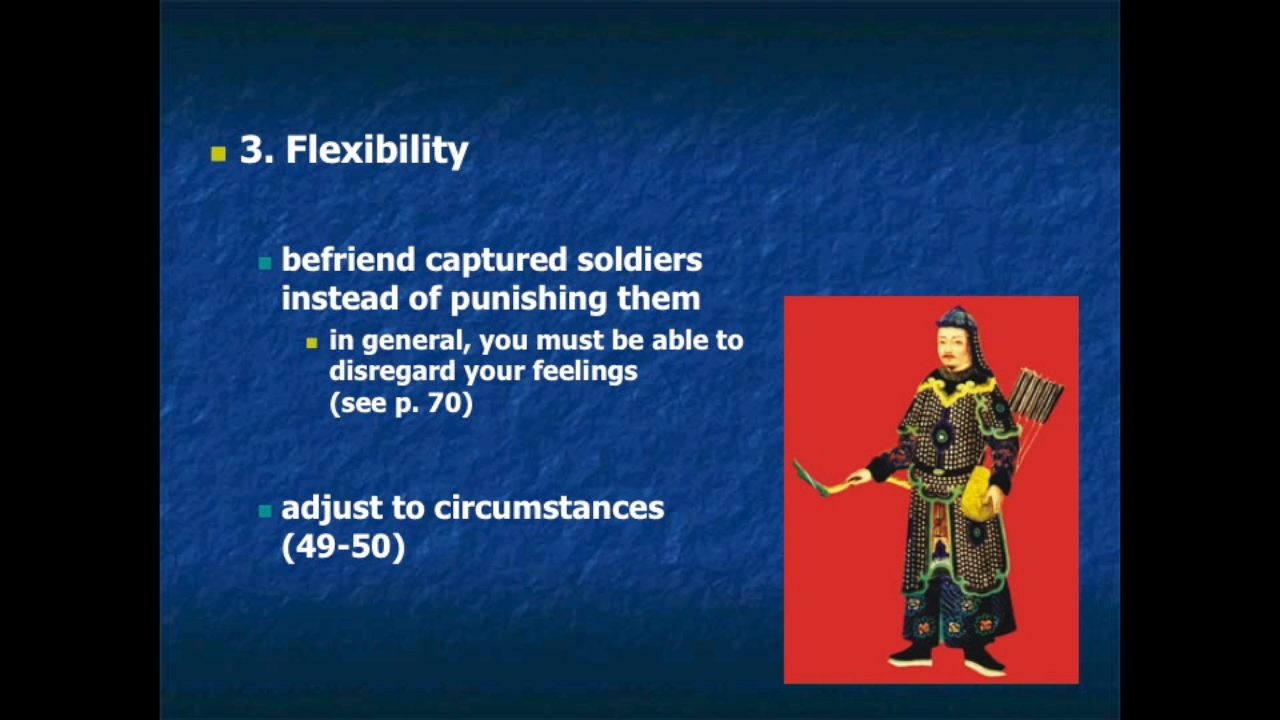 3. Flexibility
befriend captured soldiers
instead of punishing them
in general, you must be able to
disregard your feelings
(see p. 70)
adjust to circumstances
(49-50)